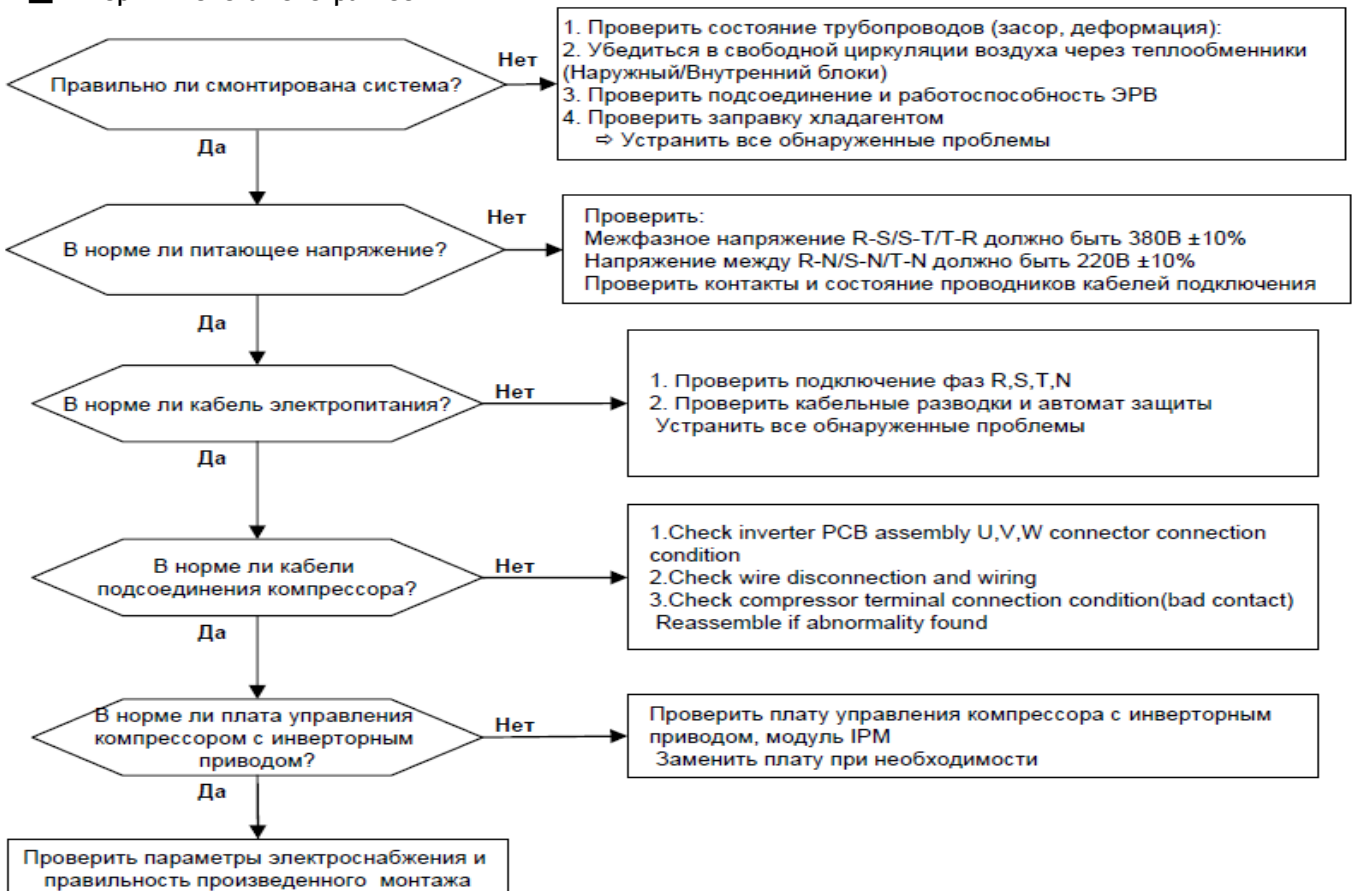 1. Проверить состояние трубопроводов (засор, деформация):
2. Убедиться в свободной циркуляции воздуха через теплообменники
(Наружный/Внутренний блоки)
3. Проверить подсоединение и работоспособность ЭРВ
4. Проверить заправку хладагентом
⇨ Устранить все обнаруженные проблемы
Нет
Правильно ли смонтирована система?
Да
Нет
Проверить:
Межфазное напряжение R-S/S-T/T-R должно быть 380В ±10%
Напряжение между R-N/S-N/T-N должно быть 220В ±10%
Проверить контакты и состояние проводников кабелей подключения
В норме ли питающее напряжение?
Да
Нет
1. Проверить подключение фаз R,S,T,N
2. Проверить кабельные разводки и автомат защиты
Устранить все обнаруженные проблемы
В норме ли кабель электропитания?
Да
Нет
1.Check inverter PCB assembly U,V,W connector connection
condition
2.Check wire disconnection and wiring
3.Check compressor terminal connection condition(bad contact)
Reassemble if abnormality found
В норме ли кабели
подсоединения компрессора?
Да
Нет
Проверить плату управления компрессора с инверторным
приводом, модуль IPM
Заменить плату при необходимости
В норме ли плата управления
компрессором с инверторным
приводом?
Да
Проверить параметры электроснабжения и
правильность произведенного монтажа